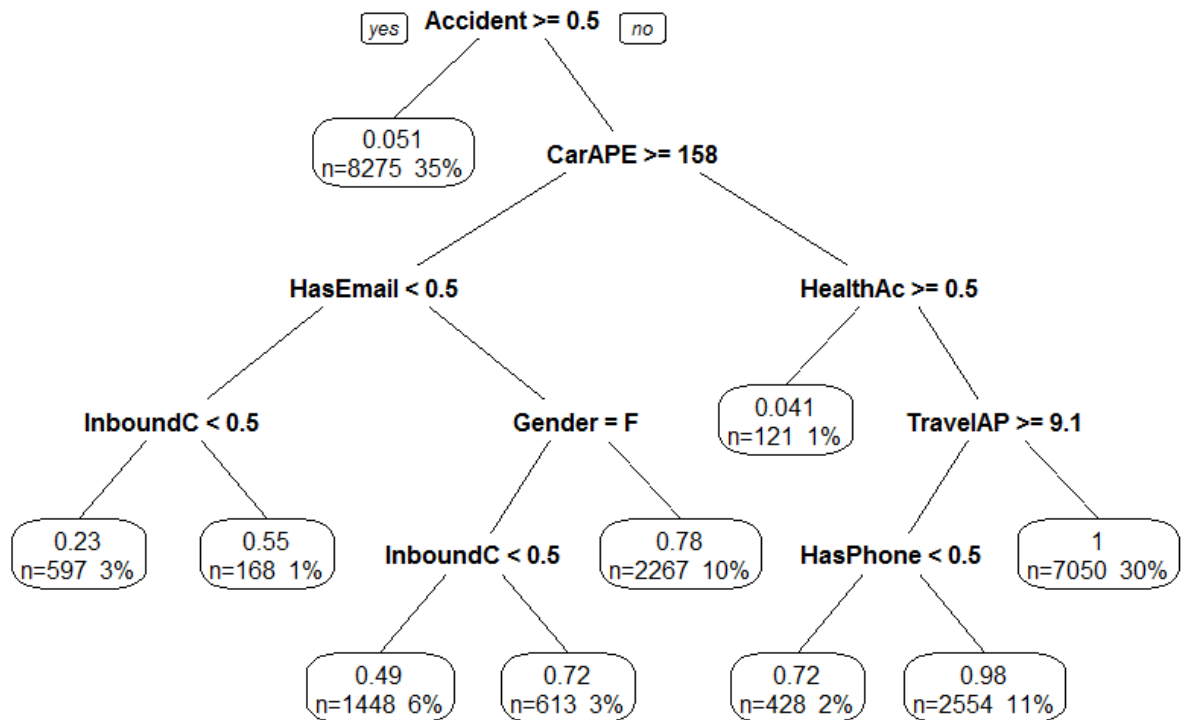 yes Accident >= 0.5 no
0.051
n=8275 35%
CarAPE >= 158
HasEmail < 0.5 HealthAc >= 0.5
InboundC < 0.5 Gender = F 0.041
n=121 1% TravelAP >= 9.1
0.23
n=597 3%
0.55
n=168 1%
InboundC < 0.5
0.78
n=2267 10%
HasPhone < 0.5
1
n=7050 30%
0.49
n=1448 6%
0.72
n=613 3%
0.72
n=428 2%
0.98
n=2554 11%